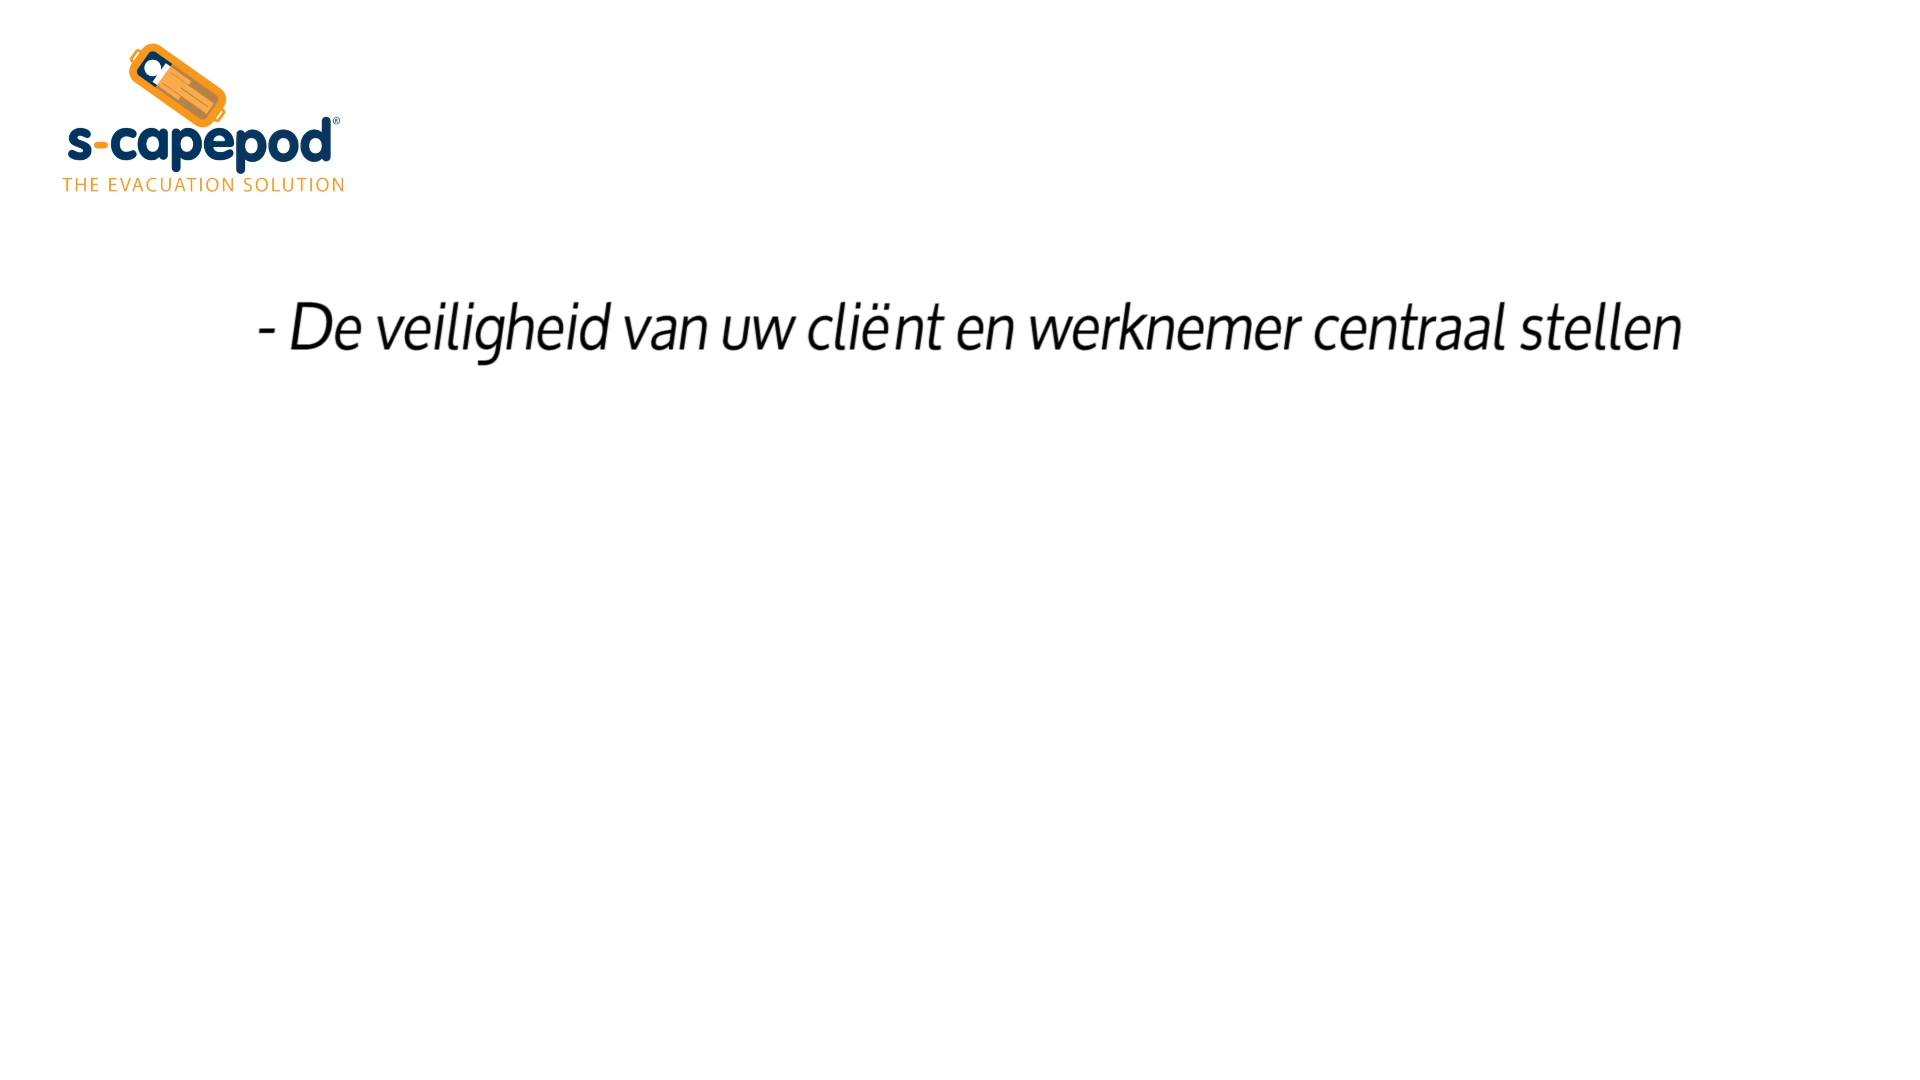 s-capepod®
THE EVACUATION SOLUTION
- De veiligheid van uw cliënt en werknemer centraal stellen